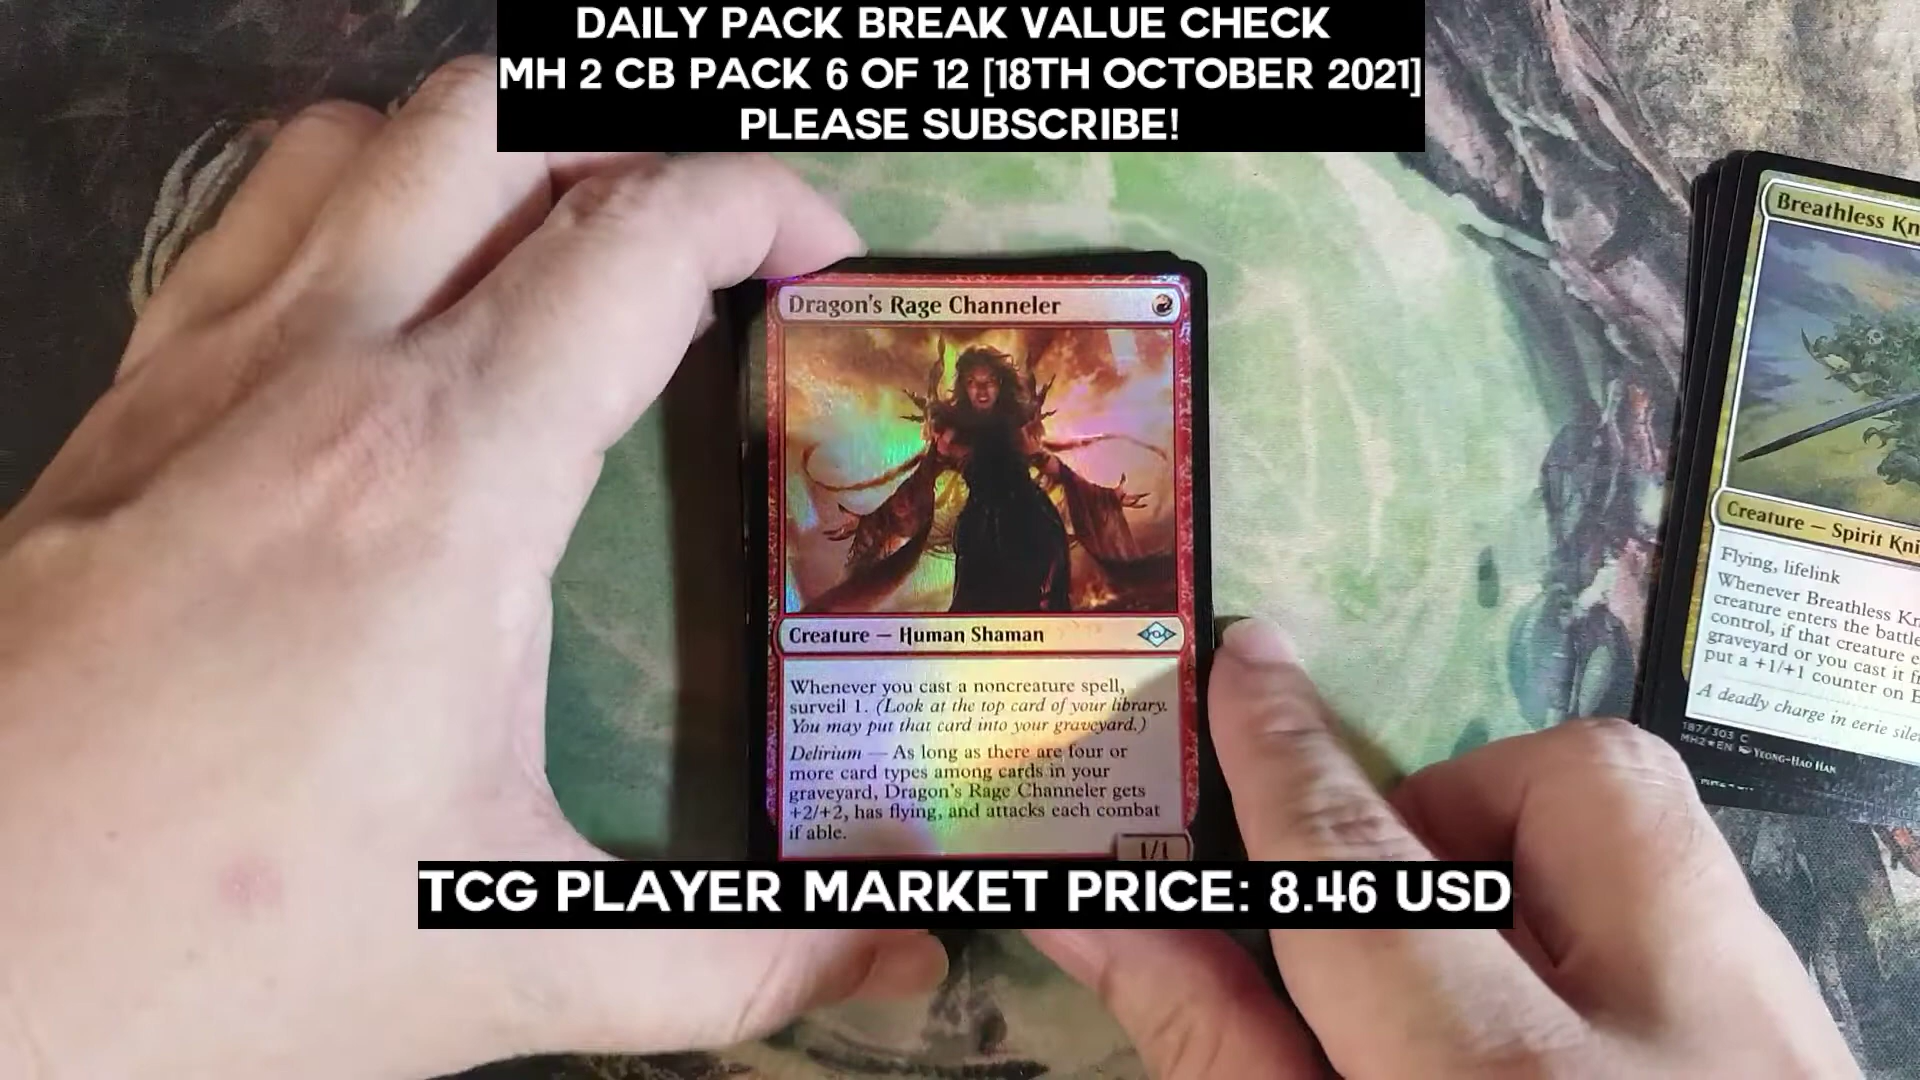 DAILY PACK BREAK VALUE CHECK
MH 2 CB PACK 6 OF 12 [18TH OCTOBER 2021]
PLEASE SUBSCRIBE!
Dragon's Rage Channeler
Creature — Human Shaman
Whenever you cast a noncreature spell,
surveil 1. (Look at the top card of your library.
You may put that card into your graveyard.)
Delirium — As long as there are four or
more card types among cards in your
graveyard, Dragon's Rage Channeler gets
+2/+2, has flying, and attacks each combat
if able.
1/1
TCG PLAYER MARKET PRICE: 8.46 USD
Breathless Kn
Creature — Spirit Kni
Flying, lifelink
Whenever Breathless Kn
creature enters the battle
control, if that creature e
graveyard or you cast it f
put a +1/+1 counter on
A deadly charge in eerie sile
187/303 C
MH2 EN Yeong-Hao Han